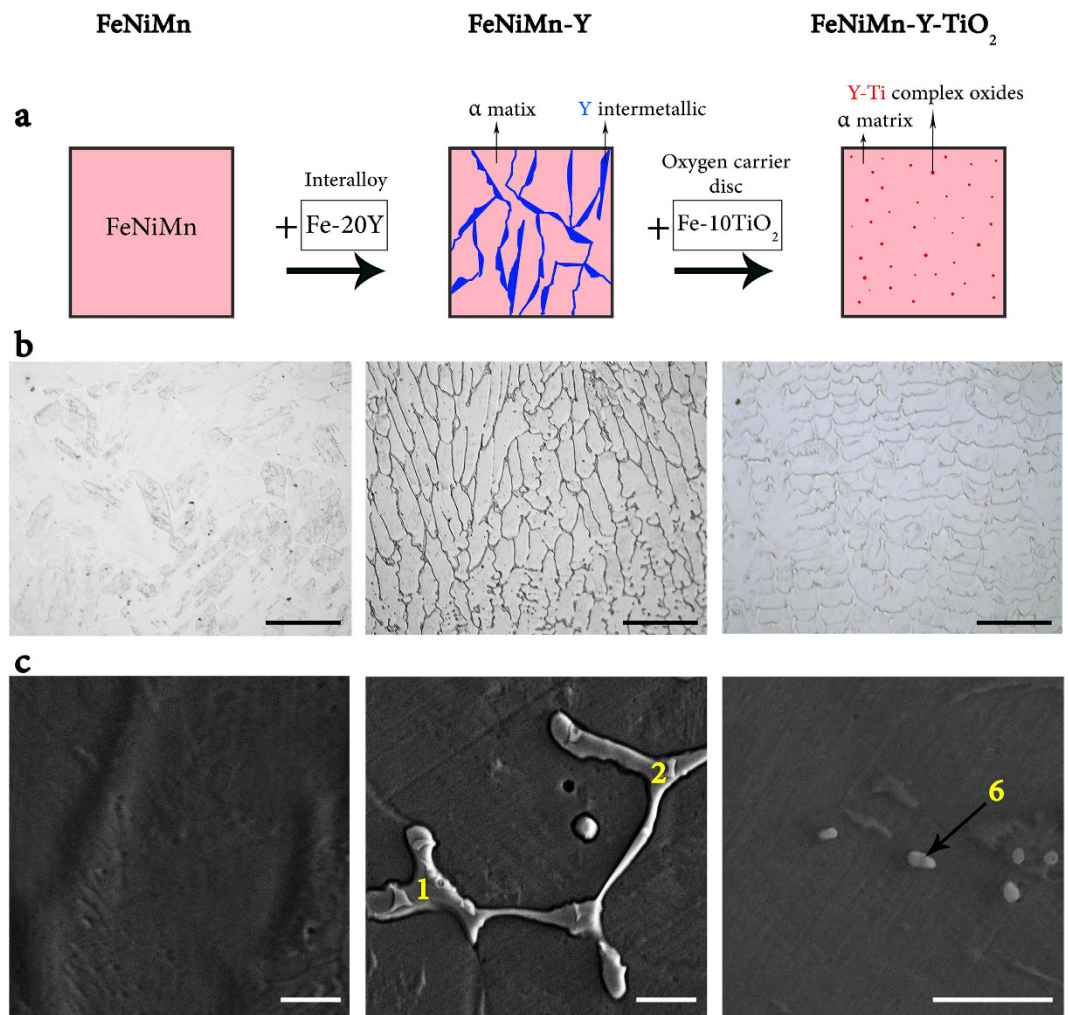 FeNiMn
FeNiMn-Y
FeNiMn-Y-TiO₂
a
α matix
Y intermetallic
Y-Ti complex oxides
α matrix
FeNiMn
+
Interalloy
Fe-20Y
+
Oxygen carrier
disc
Fe-10TiO₂
b
c
1
2
6